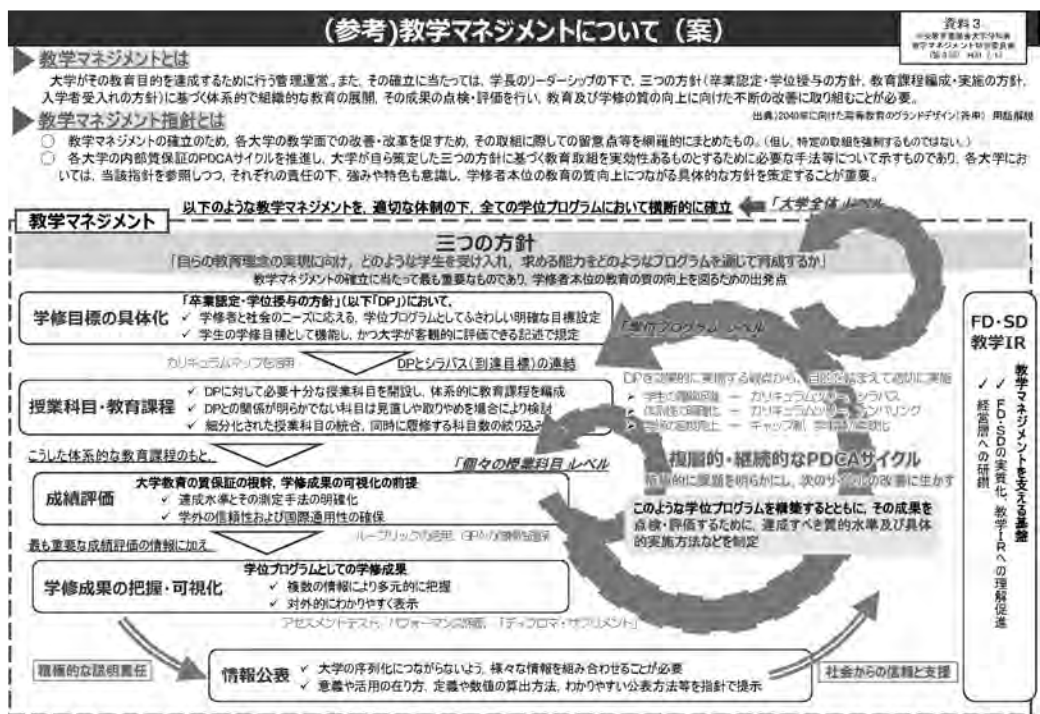 (参考)教学マネジメントについて（案）
資料３
教学マネジメントとは
大学がその教育目的を達成するために行う管理運営。また、その確立に当たっては、学長のリーダーシップの下で、三つの方針（卒業認定・学位授与の方針、教育課程編成・実施の方針、
入学者受入れの方針）に基づく体系的で組織的な教育の展開、その成果の点検・評価を行い、教育及び学修の質の向上に向けた不断の改善に取り組むことが必要。
出典）2040年に向けた高等教育のグランドデザイン（答申） 用語解説
教学マネジメント指針とは
○ 教学マネジメントの確立のため、各大学の教学面での改善・改革を促すため、その取組に際しての留意点等を網羅的にまとめたもの。（但し、特定の取組を強制するものではない。）
○ 各大学の内部質保証のPDCAサイクルを推進し、大学が自ら策定した三つの方針に基づく教育取組を実効性あるものとするために必要な手法等について示すものであり、各大学にお
いては、当該指針を参照しつつ、それぞれの責任の下、強みや特色も意識し、学修者本位の教育の質向上につながる具体的な方針を策定することが重要。
以下のような教学マネジメントを、適切な体制の下、全ての学位プログラムにおいて横断的に確立
「大学全体」レベル
教学マネジメント
三つの方針
「自らの教育理念の実現に向け、どのような学生を受け入れ、求める能力をどのようなプログラムを通じて育成するか」
教学マネジメントの確立に当たって最も重要なものであり、学修者本位の教育の質の向上を図るための出発点
学修目標の具体化
「卒業認定・学位授与の方針」（以下「DP」）において、
✓ 学修者と社会のニーズに応える、学位プログラムとしてふさわしい明確な目標設定
✓ 学生の学修目標として機能し、かつ大学が客観的に評価できる記述で規定
「学位プログラム」レベル
カリキュラムマップを活用
DPとシラバス（到達目標）の連結
授業科目・教育課程
✓ DPに対して必要十分な授業科目を開設し、体系的に教育課程を編成
✓ DPとの関係が明らかでない科目は見直しや取りやめを場合により検討
✓ 細分化された授業科目の統合、同時に履修する科目数の絞り込み
DPを効果的に実施する観点から、目的を踏まえて適切に実施
こうした体系的な教育課程のもと、
「個々の授業科目」レベル
成績評価
大学教育の質保証の根幹、学修成果の可視化の前提
✓ 達成水準とその測定手法の明確化
✓ 学外の信頼性および国際通用性の確保
複層的・継続的なPDCAサイクル
積極的に課題を明らかにし、次のサイクルの改善に生かす
このような学位プログラムを構築するとともに、その成果を
点検・評価するために、達成すべき質的水準及び具体
的実施方法などを制定
最も重要な成績評価の情報に加え、
学修成果の把握・可視化
学位プログラムとしての学修成果
✓ 複数の情報により多元的に把握
✓ 対外的にわかりやすく表示
アセスメントテスト、パフォーマンス評価、「ディプロマ・サプリメント」
積極的な説明責任
情報公表
✓ 大学の序列化につながらないよう、様々な情報を組み合わせることが必要
✓ 意義や活用の在り方、定義や数値の算出方法、わかりやすい公表方法等を指針で提示
社会からの信頼と支援
FD・SD
教学IR
教学マネジメントを支える基盤
✓ FD・SDの実質化、教学IRへの理解促進
✓ 経営層への研鑽